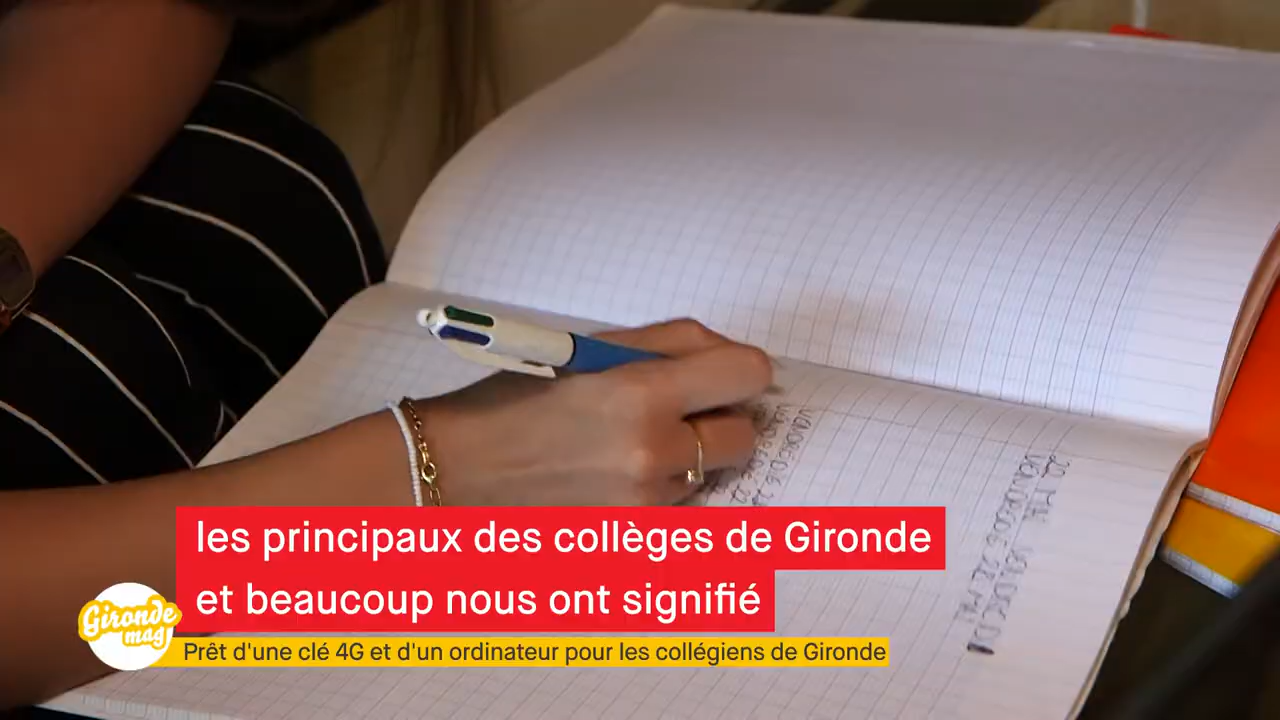 les principaux des collèges de Gironde
et beaucoup nous ont signifié
Gironde
mag
Prêt d'une clé 4G et d'un ordinateur pour les collégiens de Gironde